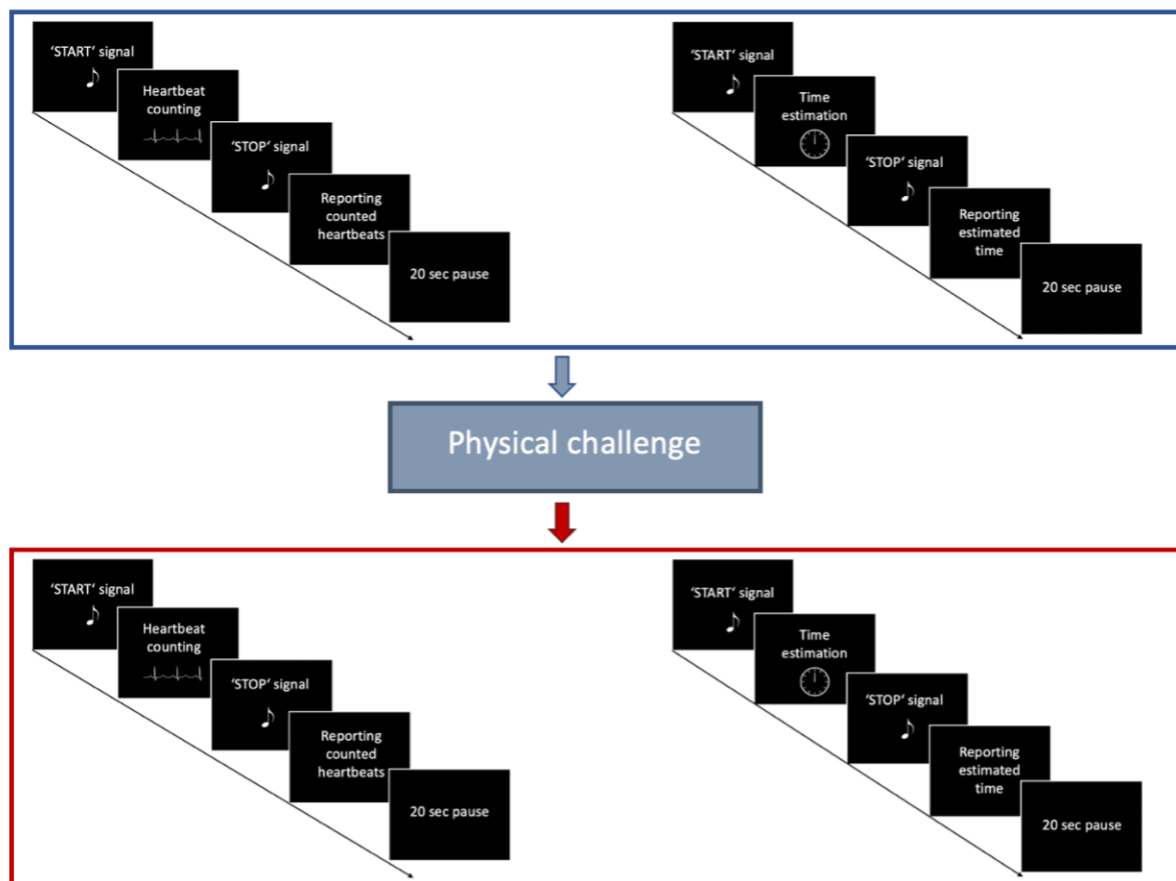 ‘START‘ signal
Heartbeat
counting
‘STOP‘ signal
Reporting
counted
heartbeats
20 sec pause
‘START‘ signal
Time
estimation
‘STOP‘ signal
Reporting
estimated
time
20 sec pause
Physical challenge
‘START‘ signal
Heartbeat
counting
‘STOP‘ signal
Reporting
counted
heartbeats
20 sec pause
‘START‘ signal
Time
estimation
‘STOP‘ signal
Reporting
estimated
time
20 sec pause